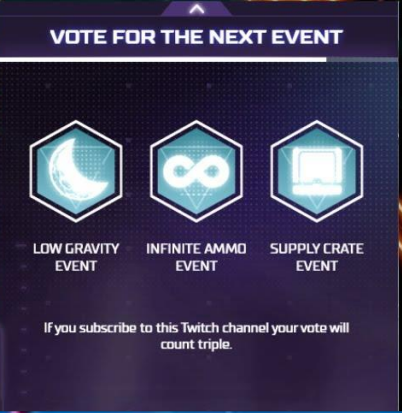 VOTE FOR THE NEXT EVENT
LOW GRAVITY EVENT
INFINITE AMMO EVENT
SUPPLY CRATE EVENT
If you subscribe to this Twitch channel your vote will
count triple.